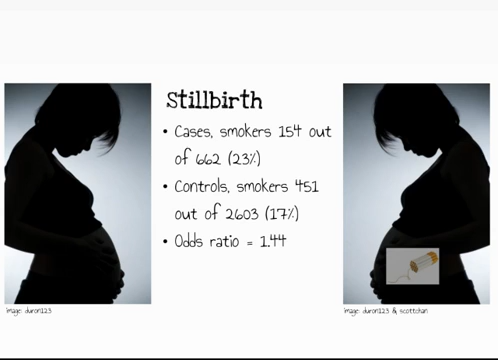 Stillbirth
• Cases, smokers 154 out
of 662 (23%)
• Controls, smokers 451
out of 2603 (17%)
• Odds ratio = 1.44
Image: duron123
Image: duron123 & scottchan